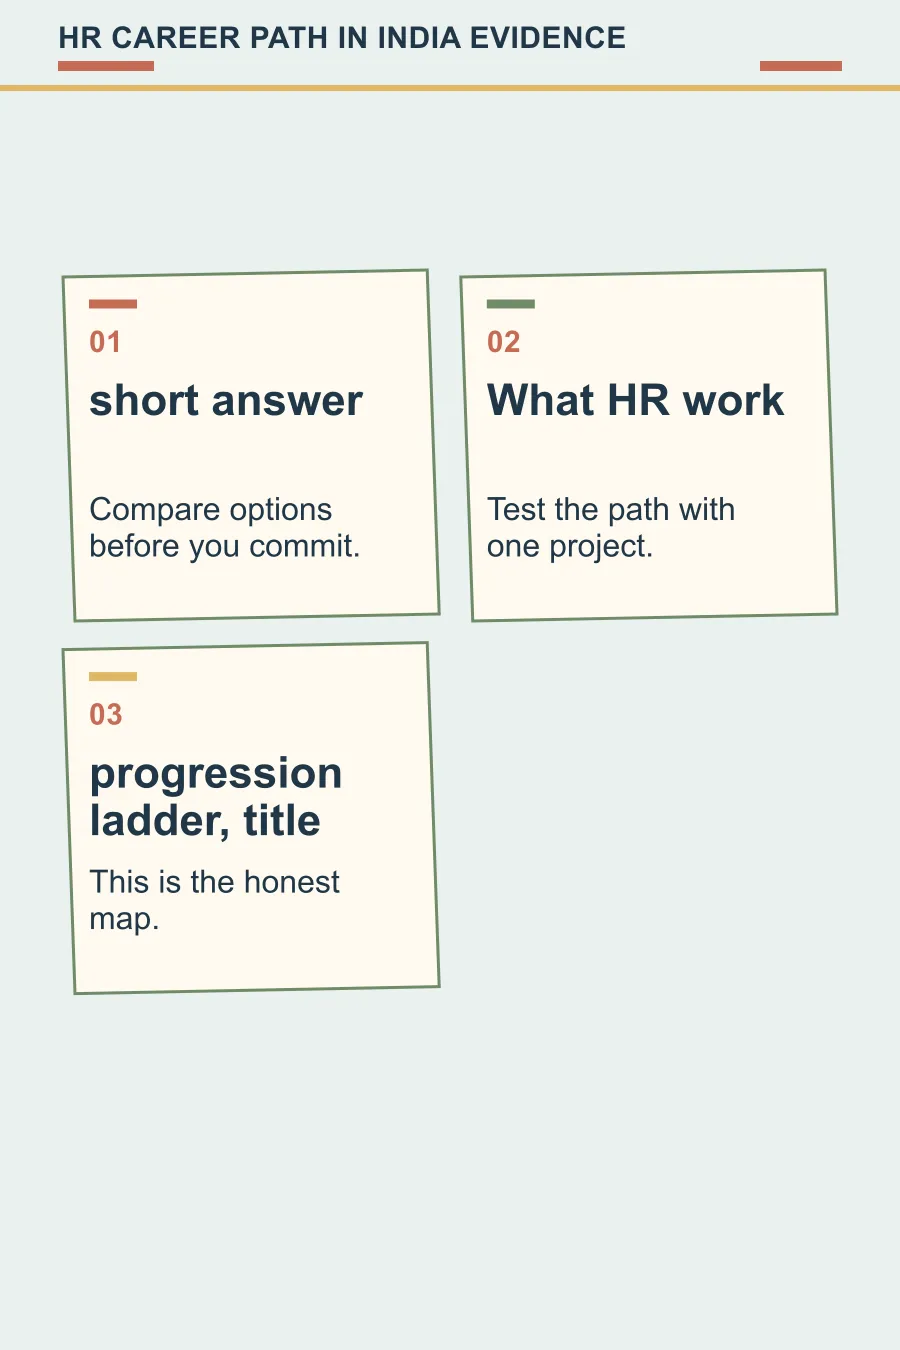 HR CAREER PATH IN INDIA EVIDENCE
01
short answer
Compare options
before you commit.
02
What HR work
Test the path with
one project.
03
progression
ladder, title
This is the honest
map.